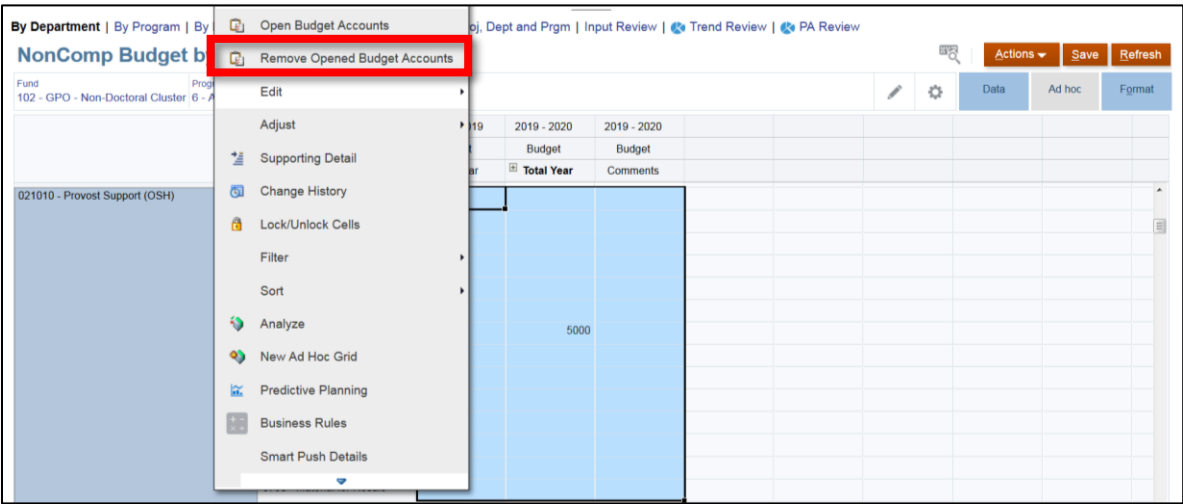 By Department | By Program | By
oj, Dept and Prgm | Input Review | Trend Review | PA Review
NonComp Budget b
Actions
Save
Refresh
Fund
102 - GPO - Non-Doctoral Cluster
6 - A
Data
Ad hoc
Format
Open Budget Accounts
Remove Opened Budget Accounts
Edit
Adjust
Supporting Detail
Change History
Lock/Unlock Cells
Filter
Sort
Analyze
New Ad Hoc Grid
Predictive Planning
Business Rules
Smart Push Details
2019 - 2020
2019 - 2020
Budget
Budget
Total Year
Comments
021010 - Provost Support (OSH)
5000